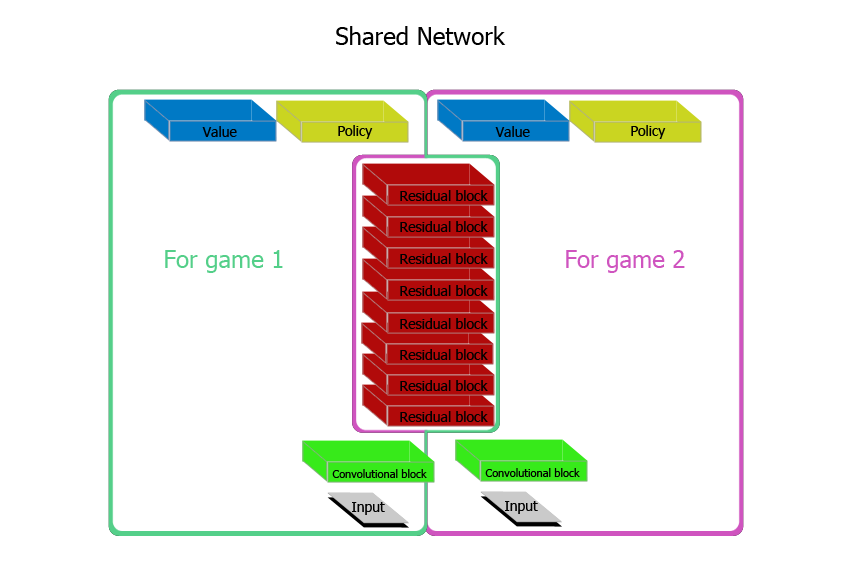 Shared Network
Value
Policy
Value
Policy
Residual block
Residual block
Residual block
Residual block
Residual block
Residual block
Residual block
Residual block
For game 1
For game 2
Convolutional block
Convolutional block
Input
Input